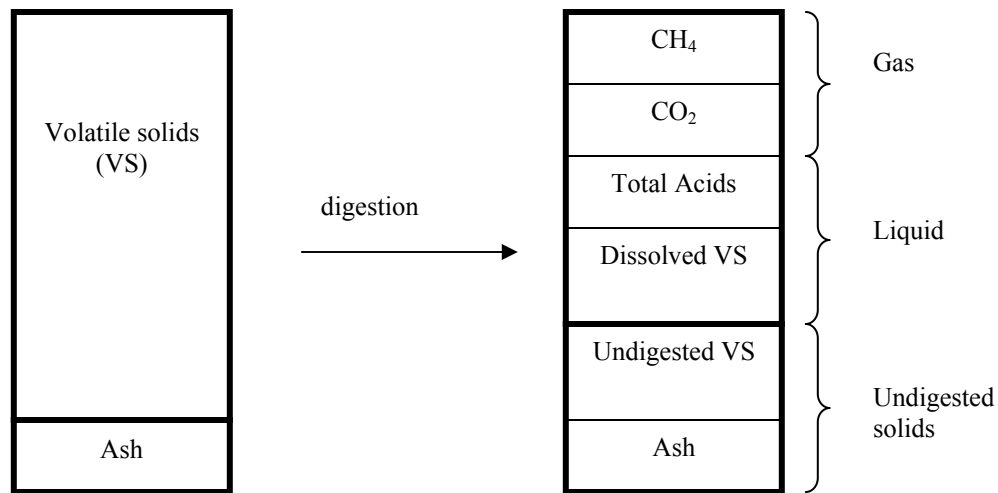 Volatile solids
(VS)
Ash
digestion
CH₄
CO₂
Total Acids
Dissolved VS
Undigested VS
Ash
Gas
Liquid
Undigested
solids